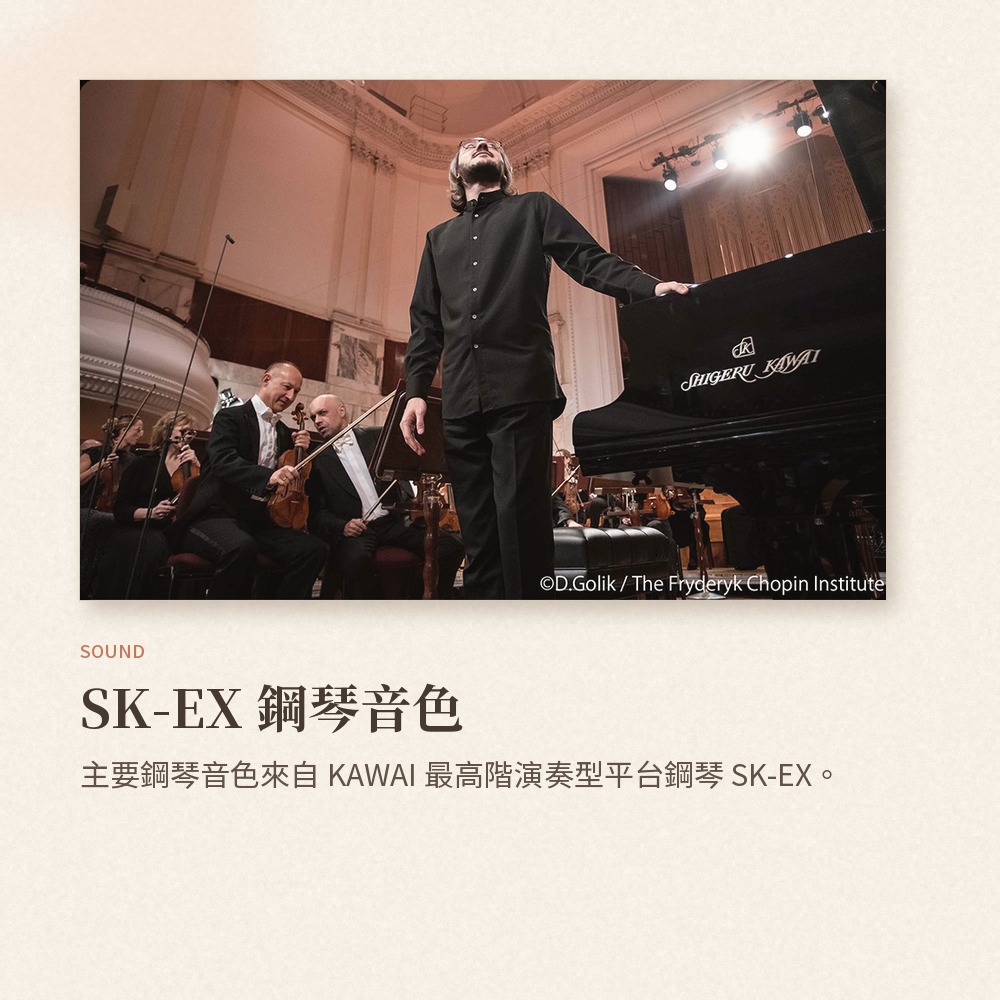 SK
SHIGERU KAWAI
©D.Golik / The Fryderyk Chopin Institute
SOUND
SK-EX 鋼琴音色
主要鋼琴音色來自 KAWAI 最高階演奏型平台鋼琴 SK-EX。